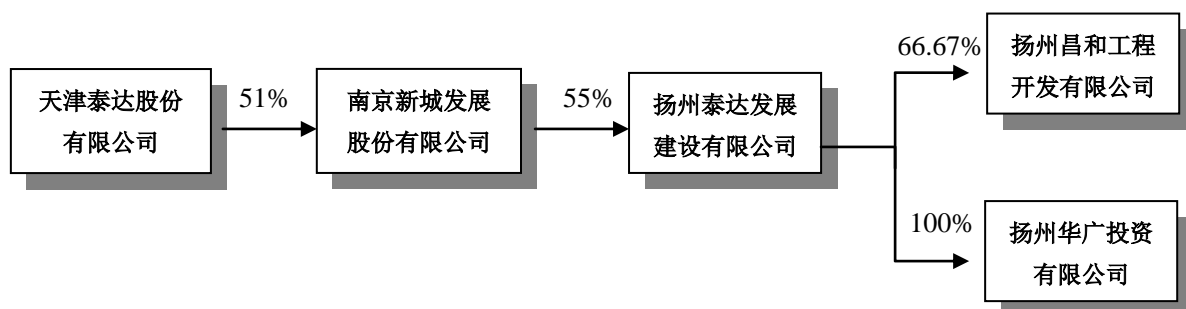 天津泰达股份
有限公司
51%
南京新城发展
股份有限公司
55%
扬州泰达发展
建设有限公司
66.67%
扬州昌和工程
开发有限公司
100%
扬州华广投资
有限公司